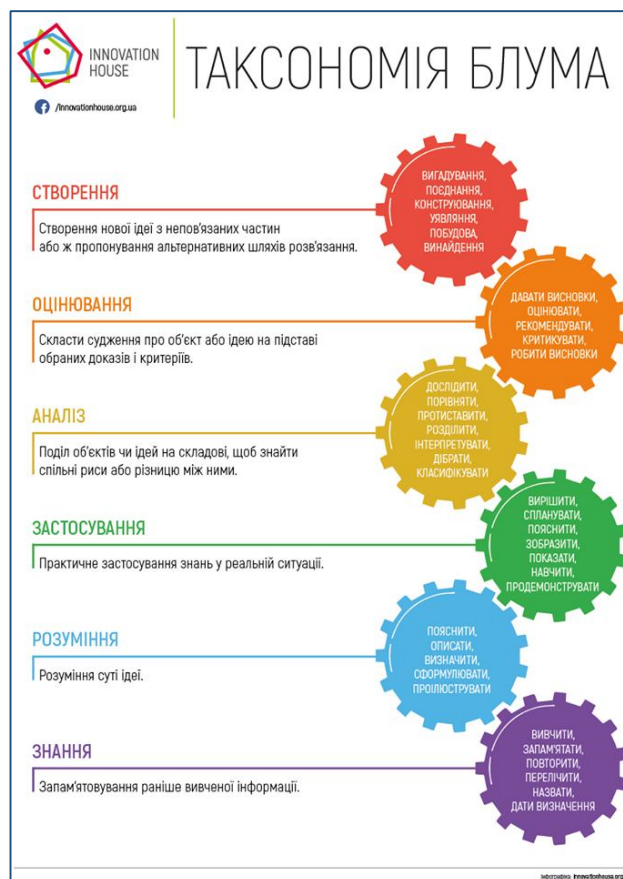 INNOVATION
HOUSE
/innovationhouse.org.ua
ТАКСОНОМІЯ БЛУМА
СТВОРЕННЯ
Створення нової ідеї з непов'язаних частин
або ж пропонування альтернативних шляхів розв'язання.
ВИГАДУВАННЯ,
ПОЄДНАННЯ,
КОНСТРУЮВАННЯ,
УЯВЛЯННЯ,
ПОБУДОВА,
ВИНАЙДЕННЯ
ОЦІНЮВАННЯ
Скласти судження про об'єкт або ідею на підставі
обраних доказів і критеріїв.
ДАВАТИ ВИСНОВКИ,
ОЦІНЮВАТИ,
РЕКОМЕНДУВАТИ,
КРИТИКУВАТИ,
РОБИТИ ВИСНОВКИ
АНАЛІЗ
Поділ об'єктів чи ідей на складові, щоб знайти
спільні риси або різницю між ними.
ДОСЛІДИТИ,
ПОРІВНЯТИ,
ПРОТИСТАВИТИ,
РОЗДІЛИТИ,
ІНТЕРПРЕТУВАТИ,
ДІБРАТИ,
КЛАСИФІКУВАТИ
ЗАСТОСУВАННЯ
Практичне застосування знань у реальній ситуації.
ВИРІШИТИ,
СПЛАНУВАТИ,
ПОЯСНИТИ,
ЗОБРАЗИТИ,
ПОКАЗАТИ,
НАВЧИТИ,
ПРОДЕМОНСТРУВАТИ
РОЗУМІННЯ
Розуміння суті ідеї.
ПОЯСНИТИ,
ОПИСАТИ,
ВИЗНАЧИТИ,
СФОРМУЛЮВАТИ,
ПРОІЛЮСТРУВАТИ
ЗНАННЯ
Запам'ятовування раніше вивченої інформації.
ВИВЧИТИ,
ЗАПАМ'ЯТАТИ,
ПОВТОРИТИ,
ПЕРЕЛІЧИТИ,
НАЗВАТИ,
ДАТИ ВИЗНАЧЕННЯ
Інфографіка: innovationhouse.org